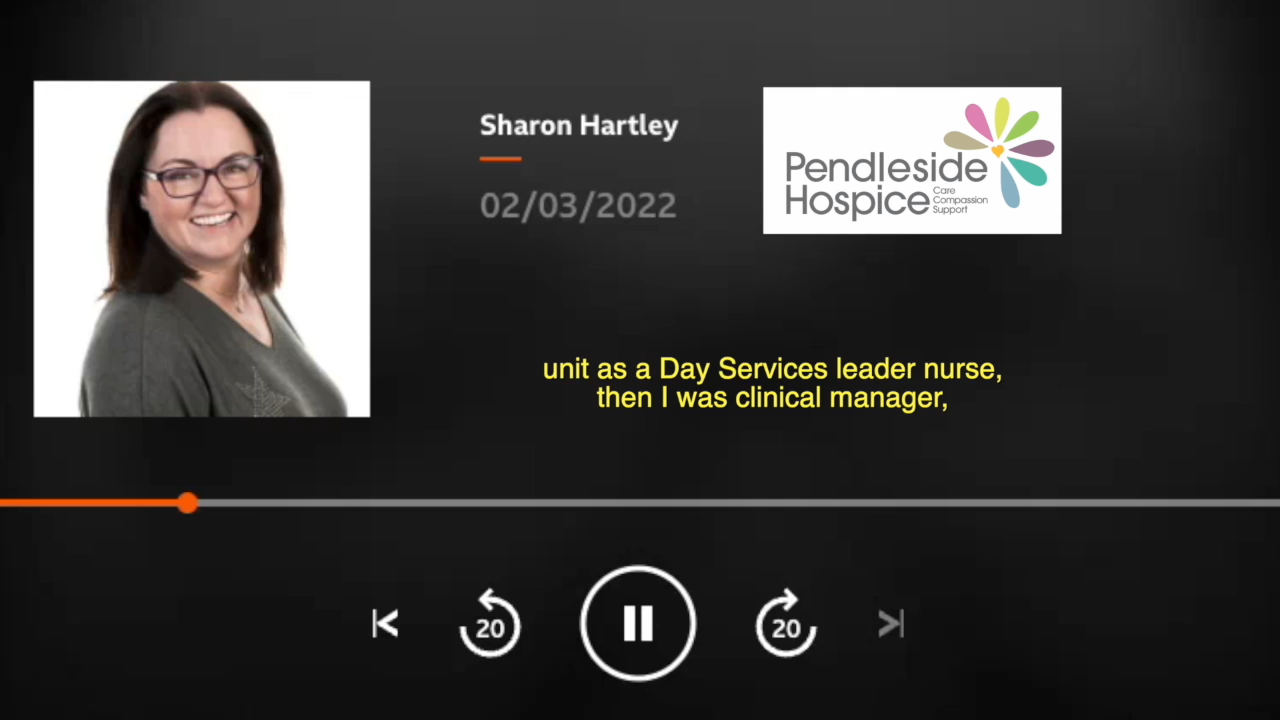 Sharon Hartley
02/03/2022
Pendleside
Hospice
Care
Compassion
Support
unit as a Day Services leader nurse,
then I was clinical manager,
20
20